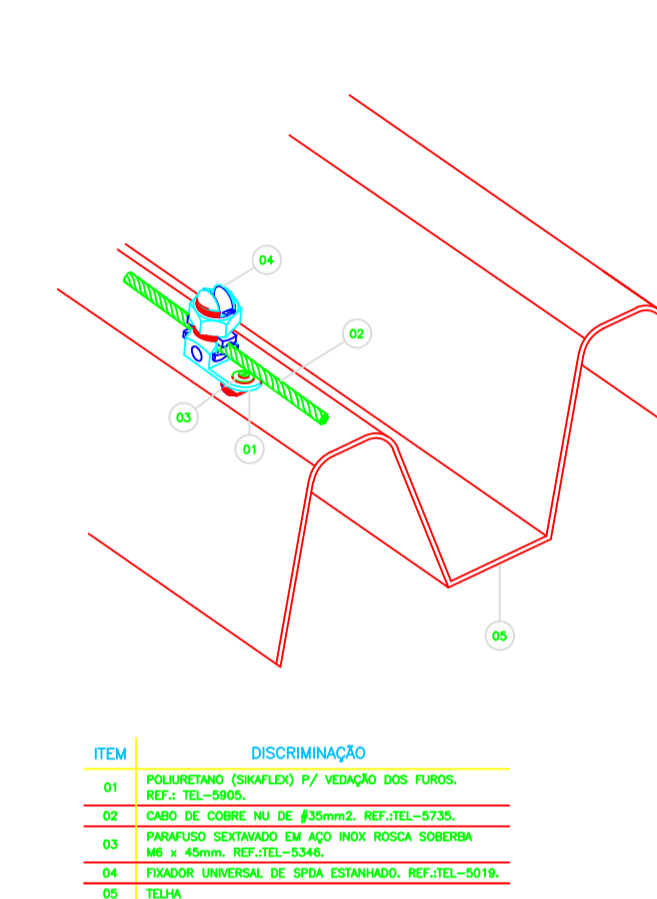 04
02
03
01
05
ITEM DISCRIMINAÇÃO
01 POLIURETANO (SIKAFLEX) P/ VEDAÇÃO DOS FUROS.
REF.: TEL-5905.
02 CABO DE COBRE NU DE #35mm2. REF.:TEL-5735.
03 PARAFUSO SEXTAVADO EM AÇO INOX ROSCA SOBERBA
M6 x 45mm. REF.:TEL-5346.
04 FIXADOR UNIVERSAL DE SPDA ESTANHADO. REF.:TEL-5019.
05 TELHA